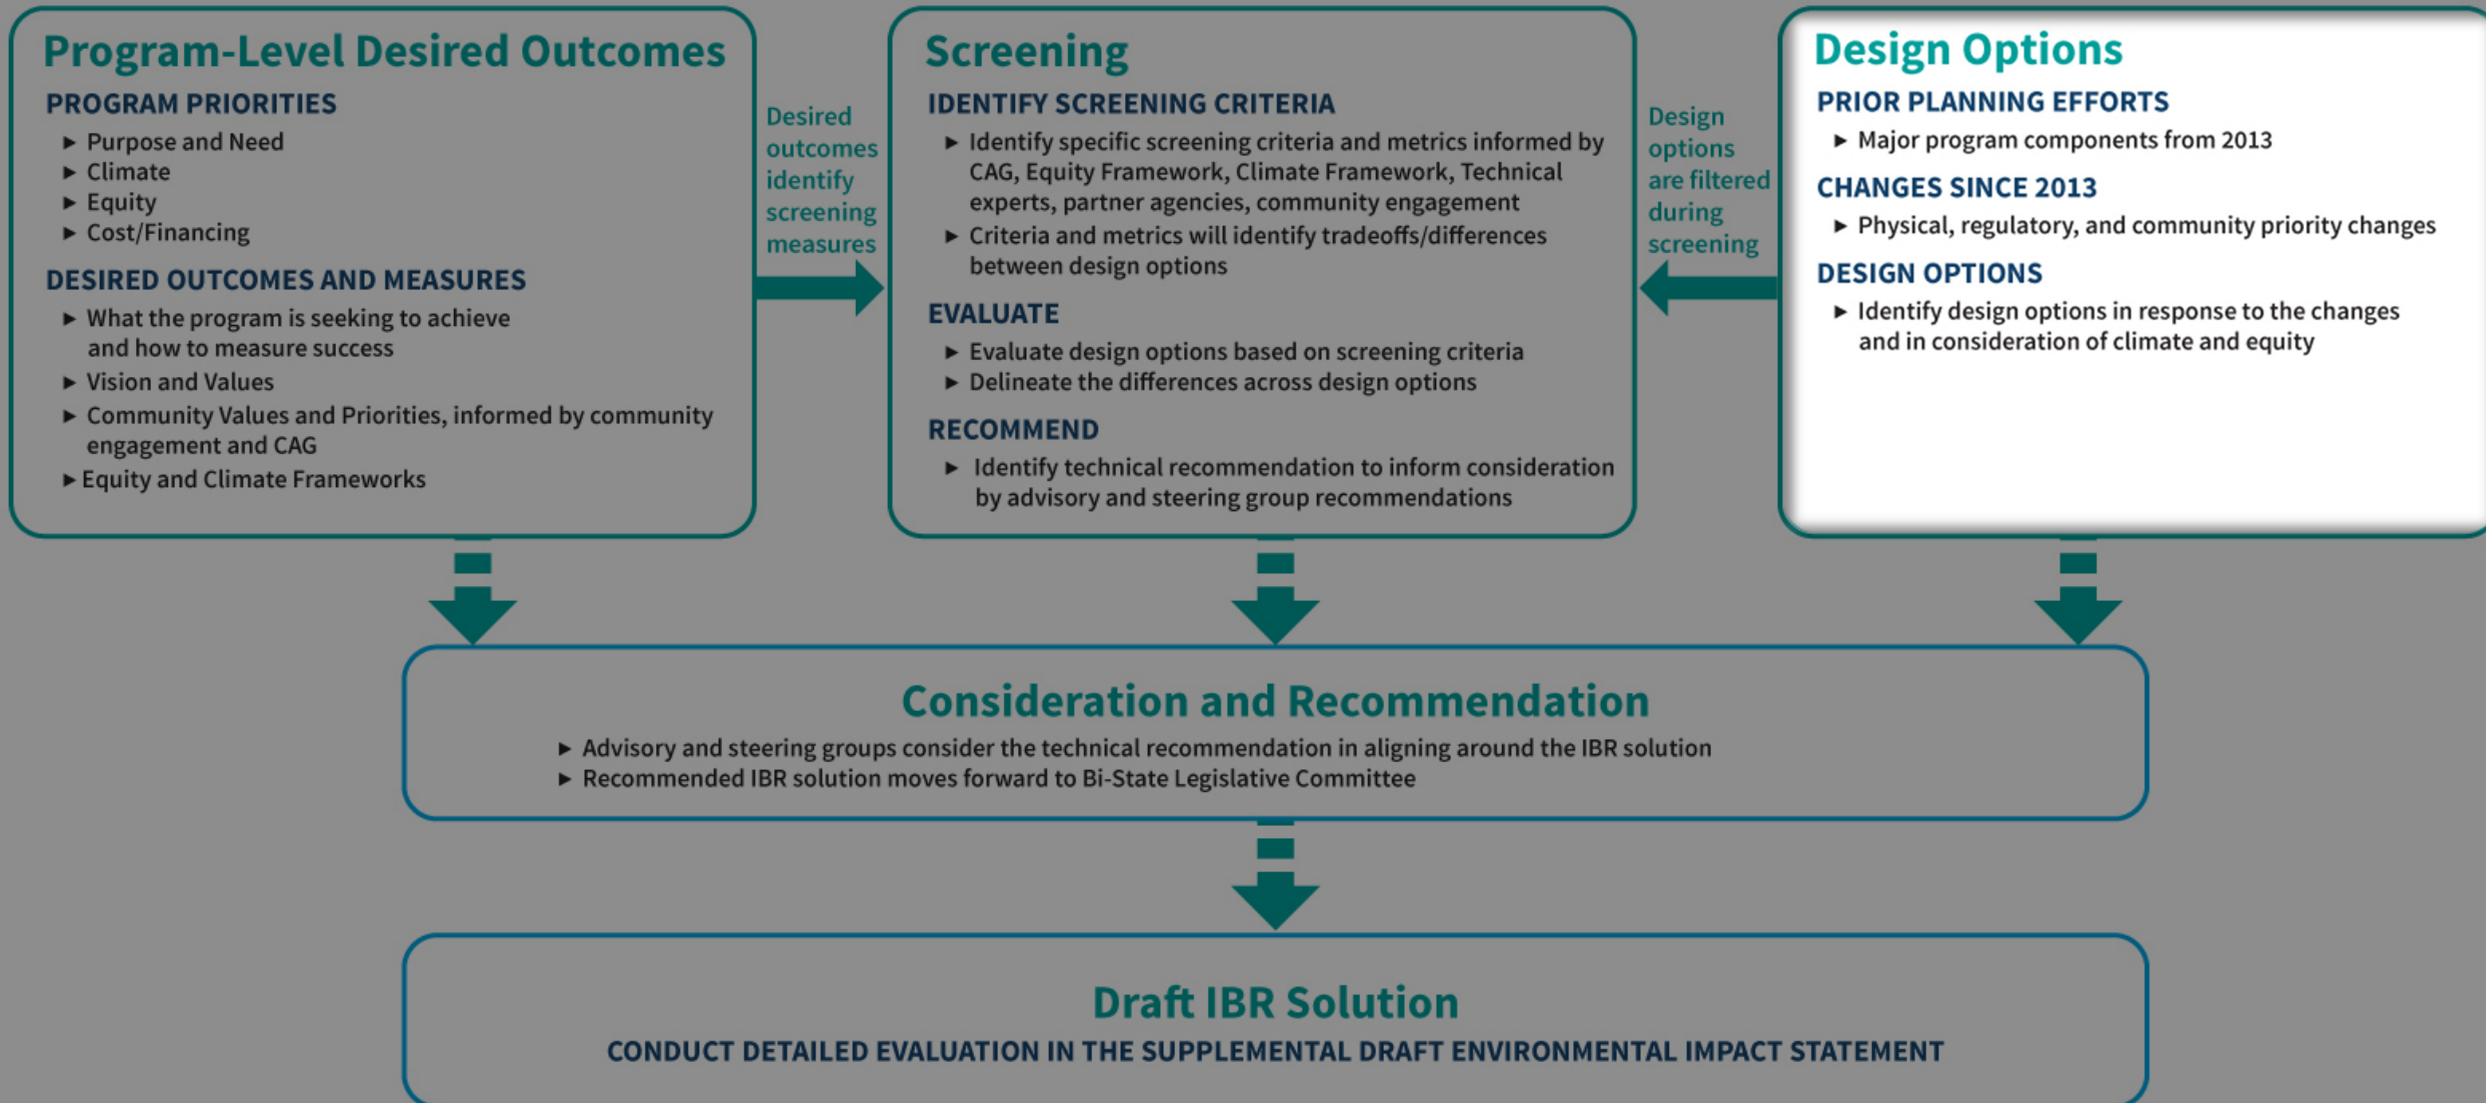 Program-Level Desired Outcomes
PROGRAM PRIORITIES
► Purpose and Need
► Climate
► Equity
► Cost/Financing
DESIRED OUTCOMES AND MEASURES
► What the program is seeking to achieve
and how to measure success
► Vision and Values
► Community Values and Priorities, informed by community
engagement and CAG
► Equity and Climate Frameworks
Desired
outcomes
identify
screening
measures
Screening
IDENTIFY SCREENING CRITERIA
► Identify specific screening criteria and metrics informed by
CAG, Equity Framework, Climate Framework, Technical
experts, partner agencies, community engagement
► Criteria and metrics will identify tradeoffs/differences
between design options
EVALUATE
► Evaluate design options based on screening criteria
► Delineate the differences across design options
RECOMMEND
► Identify technical recommendation to inform consideration
by advisory and steering group recommendations
Design
options
are filtered
during
screening
Design Options
PRIOR PLANNING EFFORTS
► Major program components from 2013
CHANGES SINCE 2013
► Physical, regulatory, and community priority changes
DESIGN OPTIONS
► Identify design options in response to the changes
and in consideration of climate and equity
Consideration and Recommendation
► Advisory and steering groups consider the technical recommendation in aligning around the IBR solution
► Recommended IBR solution moves forward to Bi-State Legislative Committee
Draft IBR Solution
CONDUCT DETAILED EVALUATION IN THE SUPPLEMENTAL DRAFT ENVIRONMENTAL IMPACT STATEMENT